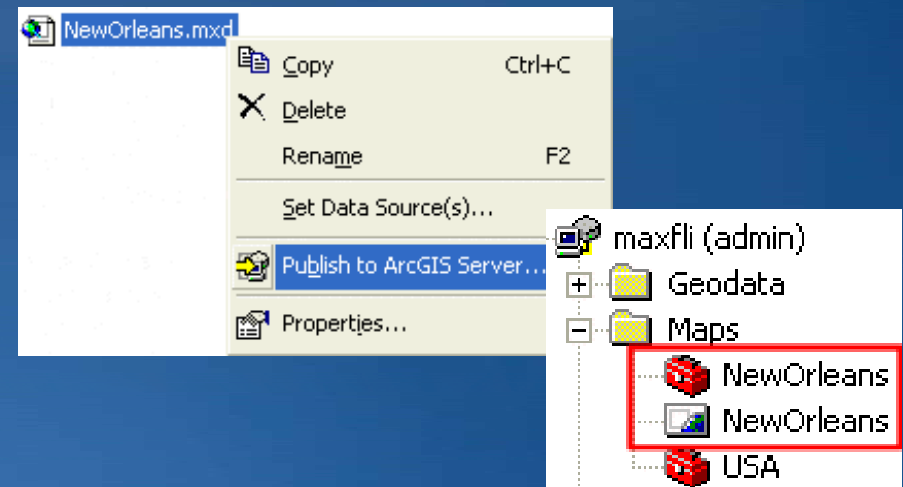 NewOrleans.mxd
Copy Ctrl+C
Delete
Rename F2
Set Data Source(s)...
Publish to ArcGIS Server...
Properties...
maxfli (admin)
Geodata
Maps
NewOrleans
NewOrleans
USA